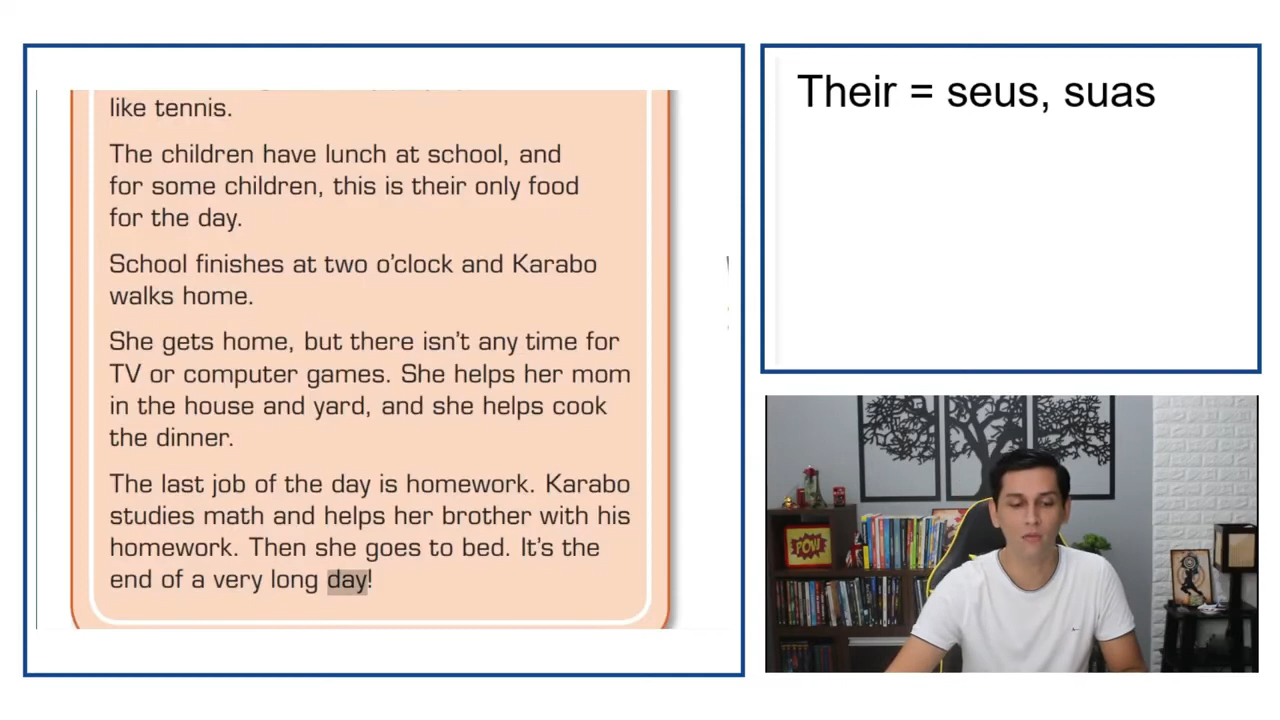 like tennis.
The children have lunch at school, and
for some children, this is their only food
for the day.
School finishes at two o'clock and Karabo
walks home.
She gets home, but there isn't any time for
TV or computer games. She helps her mom
in the house and yard, and she helps cook
the dinner.
The last job of the day is homework. Karabo
studies math and helps her brother with his
homework. Then she goes to bed. It's the
end of a very long day!
Their = seus, suas
POW